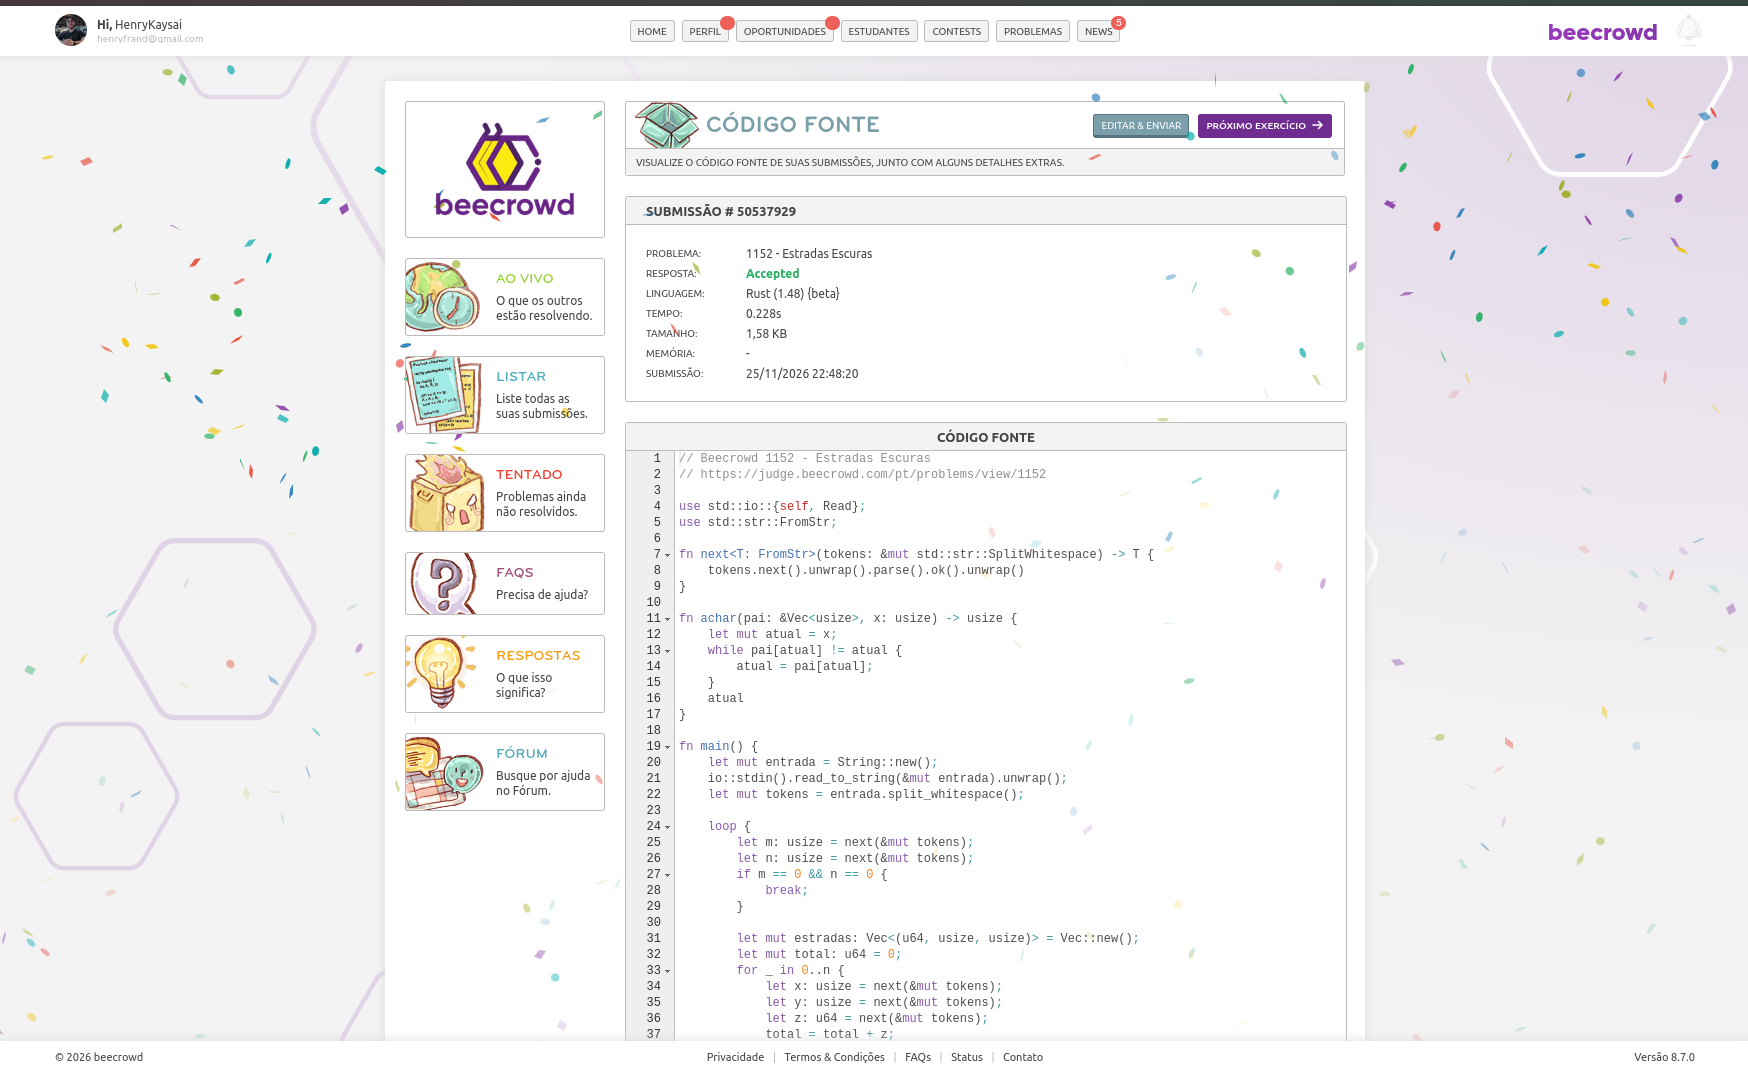 Hi, HenryKaysai
henryfrand@gmail.com
HOME
PERFIL
OPORTUNIDADES
ESTUDANTES
CONTESTS
PROBLEMAS
NEWS
5
beecrowd
beecrowd
AO VIVO
O que os outros
estão resolvendo.
LISTAR
Liste todas as
suas submissões.
TENTADO
Problemas ainda
não resolvidos.
FAQS
Precisa de ajuda?
RESPOSTAS
O que isso
significa?
FÓRUM
Busque por ajuda
no Fórum.
CÓDIGO FONTE
EDITAR & ENVIAR
PRÓXIMO EXERCÍCIO
VISUALIZE O CÓDIGO FONTE DE SUAS SUBMISSÕES, JUNTO COM ALGUNS DETALHES EXTRAS.
SUBMISSÃO # 50537929
PROBLEMA: 1152 - Estradas Escuras
RESPOSTA: Accepted
LINGUAGEM: Rust (1.48) {beta}
TEMPO: 0.228s
TAMANHO: 1,58 KB
MEMÓRIA: -
SUBMISSÃO: 25/11/2026 22:48:20
CÓDIGO FONTE
1 // Beecrowd 1152 - Estradas Escuras
2 // https://judge.beecrowd.com/pt/problems/view/1152
3
4 use std::io::{self, Read};
5 use std::str::FromStr;
6
7 fn next<T: FromStr>(tokens: &mut std::str::SplitWhitespace) -> T {
8     tokens.next().unwrap().parse().ok().unwrap()
9 }
10
11 fn achar(pai: &Vec<usize>, x: usize) -> usize {
12     let mut atual = x;
13     while pai[atual] != atual {
14         atual = pai[atual];
15     }
16     atual
17 }
18
19 fn main() {
20     let mut entrada = String::new();
21     io::stdin().read_to_string(&mut entrada).unwrap();
22     let mut tokens = entrada.split_whitespace();
23
24     loop {
25         let m: usize = next(&mut tokens);
26         let n: usize = next(&mut tokens);
27         if m == 0 && n == 0 {
28             break;
29         }
30
31         let mut estradas: Vec<(u64, usize, usize)> = Vec::new();
32         let mut total: u64 = 0;
33         for _ in 0..n {
34             let x: usize = next(&mut tokens);
35             let y: usize = next(&mut tokens);
36             let z: u64 = next(&mut tokens);
37             total = total + z;
© 2026 beecrowd
Privacidade | Termos & Condições | FAQs | Status | Contato
Versão 8.7.0